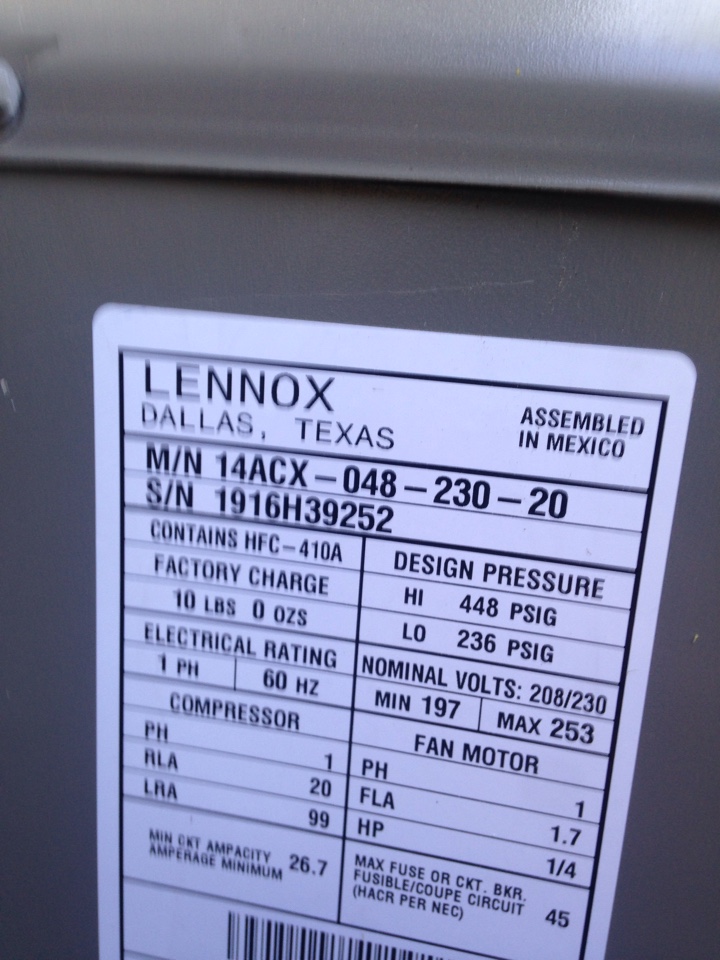 LENNOX
DALLAS, TEXAS
ASSEMBLED
IN MEXICO
M/N 14ACX-048-230-20
S/N 1916H39252
CONTAINS HFC-410A
FACTORY CHARGE
10 LBS 0 OZS
DESIGN PRESSURE
HI 448 PSIG
LO 236 PSIG
ELECTRICAL RATING
1 PH 60 HZ
NOMINAL VOLTS: 208/230
MIN 197 MAX 253
COMPRESSOR
PH 1
RLA 20
LRA 99
FAN MOTOR
PH 1
FLA 1.7
HP 1/4
MIN CKT AMPACITY
AMPERAGE MINIMUM 26.7
MAX FUSE OR CKT. BKR.
FUSIBLE/COUPE CIRCUIT
(HACR PER NEC) 45